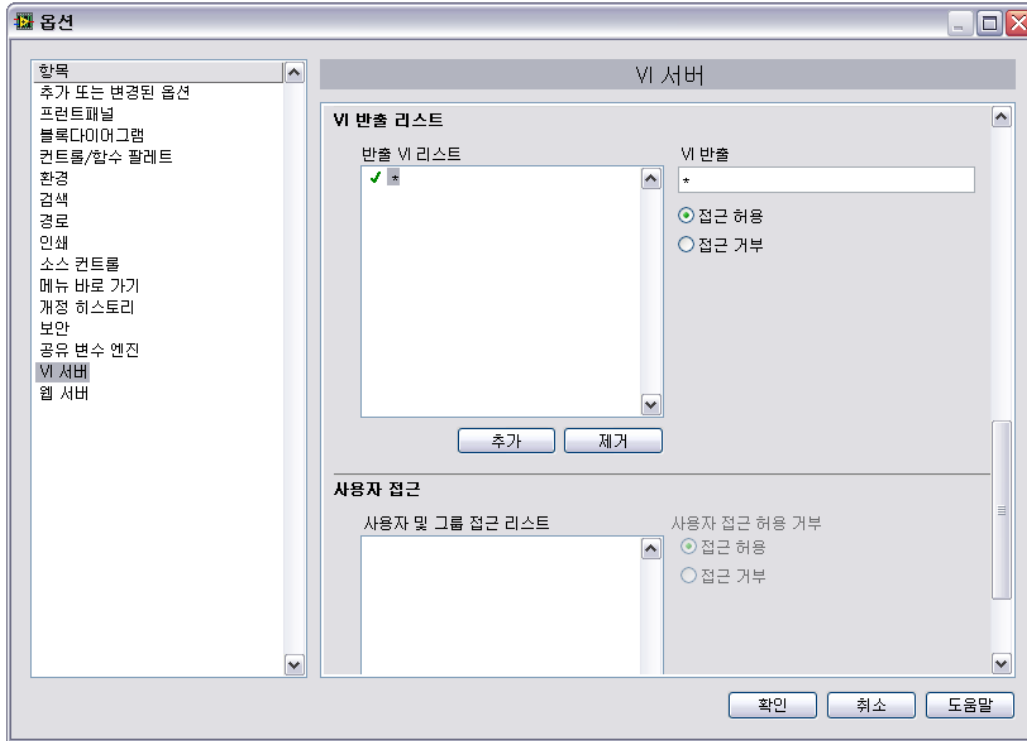 옵션
항목
추가 또는 변경된 옵션
프런트패널
블록다이어그램
컨트롤/함수 팔레트
환경
검색
경로
인쇄
소스 컨트롤
메뉴 바로 가기
개정 히스토리
보안
공유 변수 엔진
VI 서버
웹 서버
VI 서버
VI 반출 리스트
반출 VI 리스트
*
VI 반출
*
접근 허용
접근 거부
추가 제거
사용자 접근
사용자 및 그룹 접근 리스트
사용자 접근 허용 거부
접근 허용
접근 거부
확인 취소 도움말